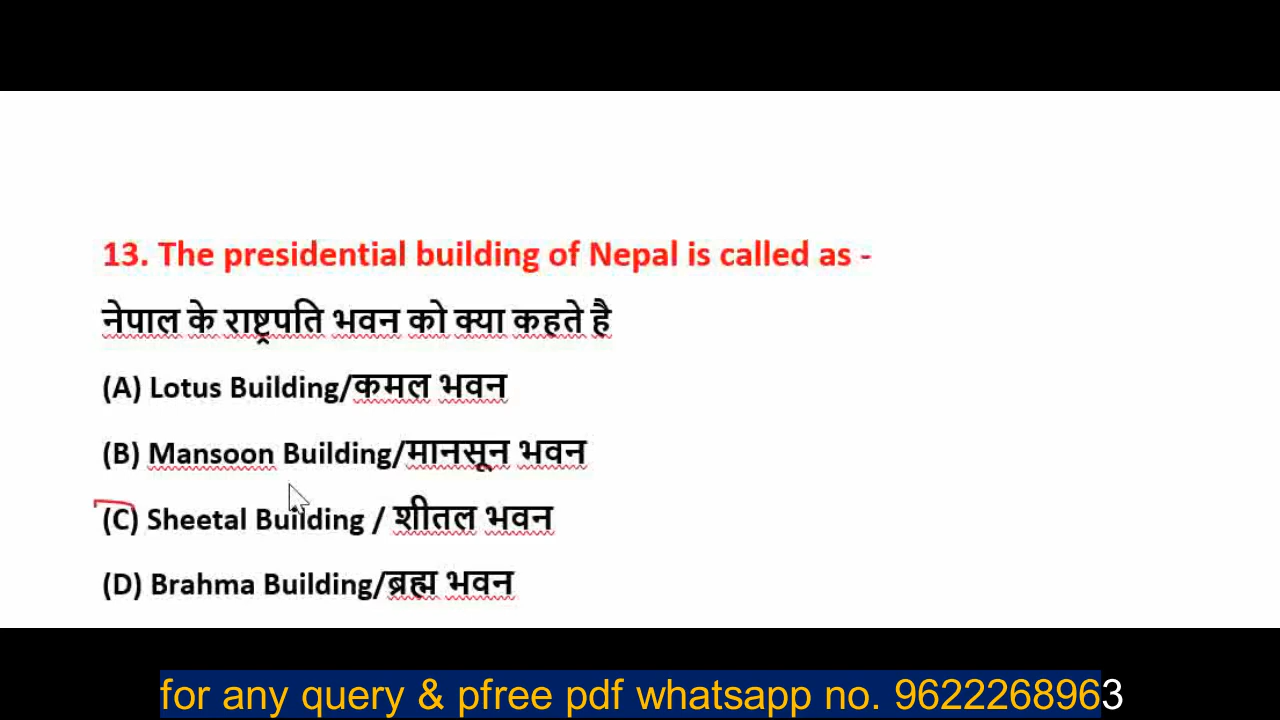 13. The presidential building of Nepal is called as -
नेपाल के राष्ट्रपति भवन को क्या कहते है
(A) Lotus Building/कमल भवन
(B) Mansoon Building/मानसून भवन
(C) Sheetal Building / शीतल भवन
(D) Brahma Building/ब्रह्म भवन
for any query & pfree pdf whatsapp no. 9622268963